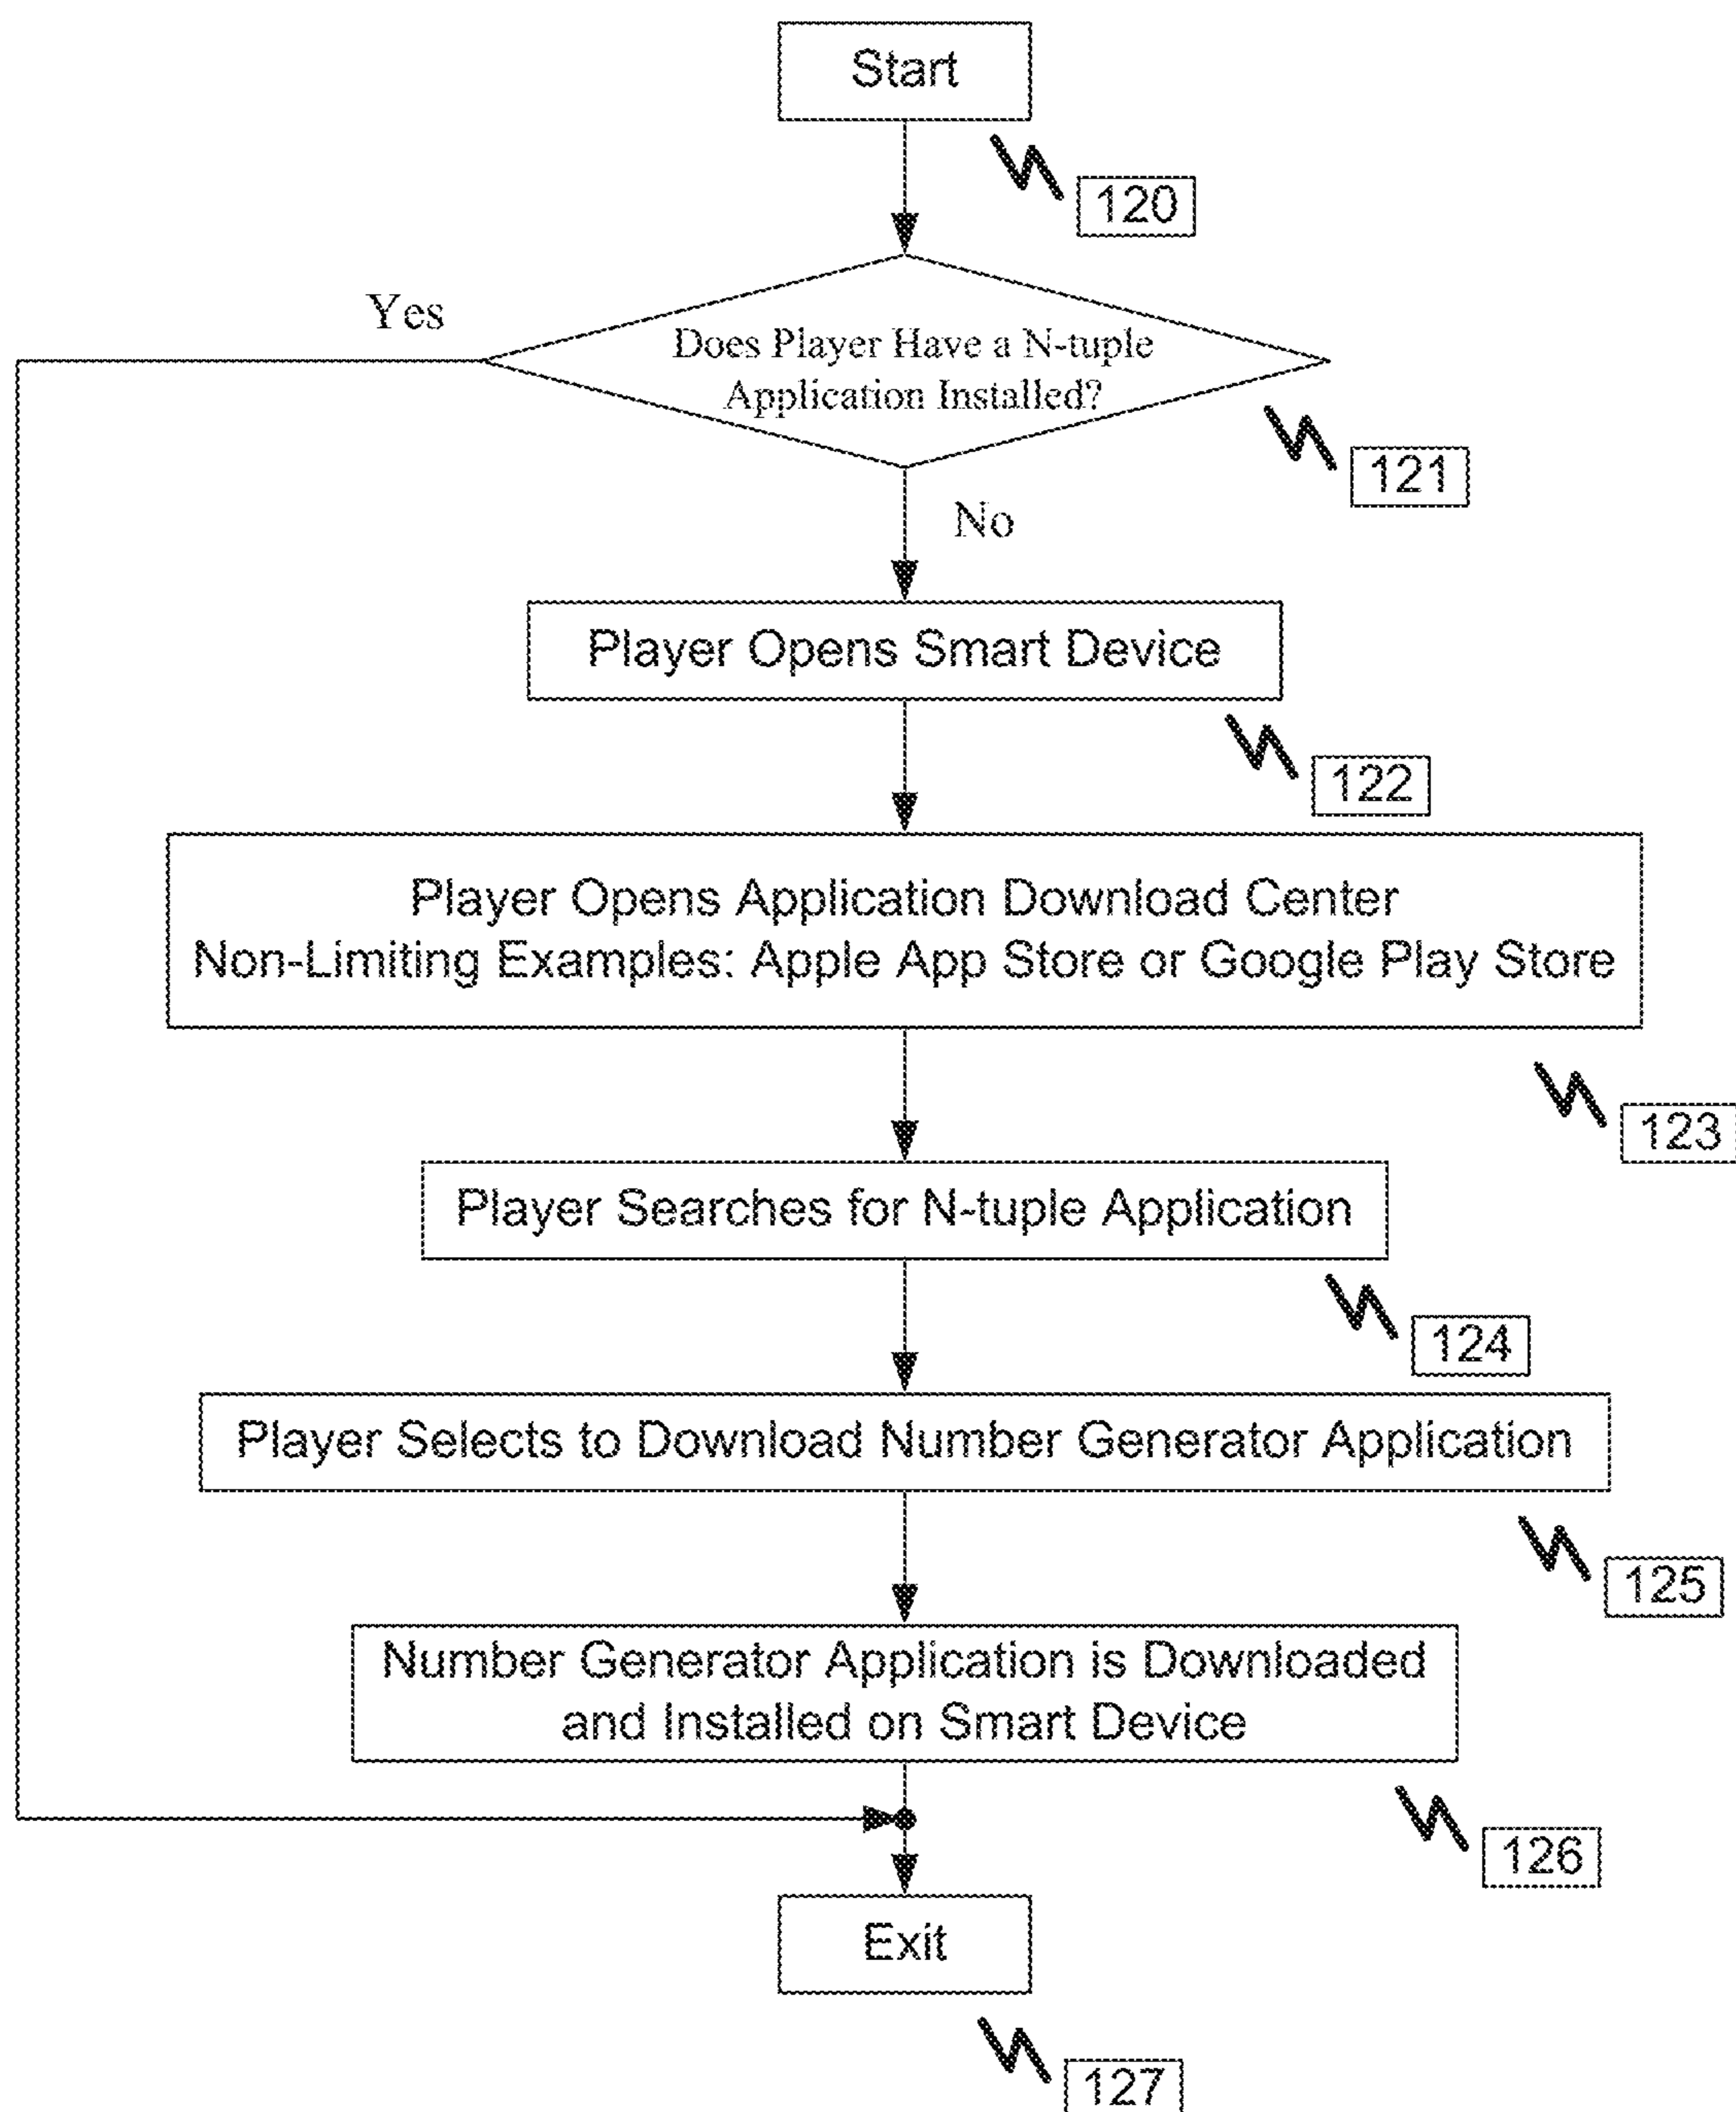 Start
120
Yes
Does Player Have a N-tuple
Application Installed?
121
No
Player Opens Smart Device
122
Player Opens Application Download Center
Non-Limiting Examples: Apple App Store or Google Play Store
123
Player Searches for N-tuple Application
124
Player Selects to Download Number Generator Application
125
Number Generator Application is Downloaded
and Installed on Smart Device
126
Exit
127